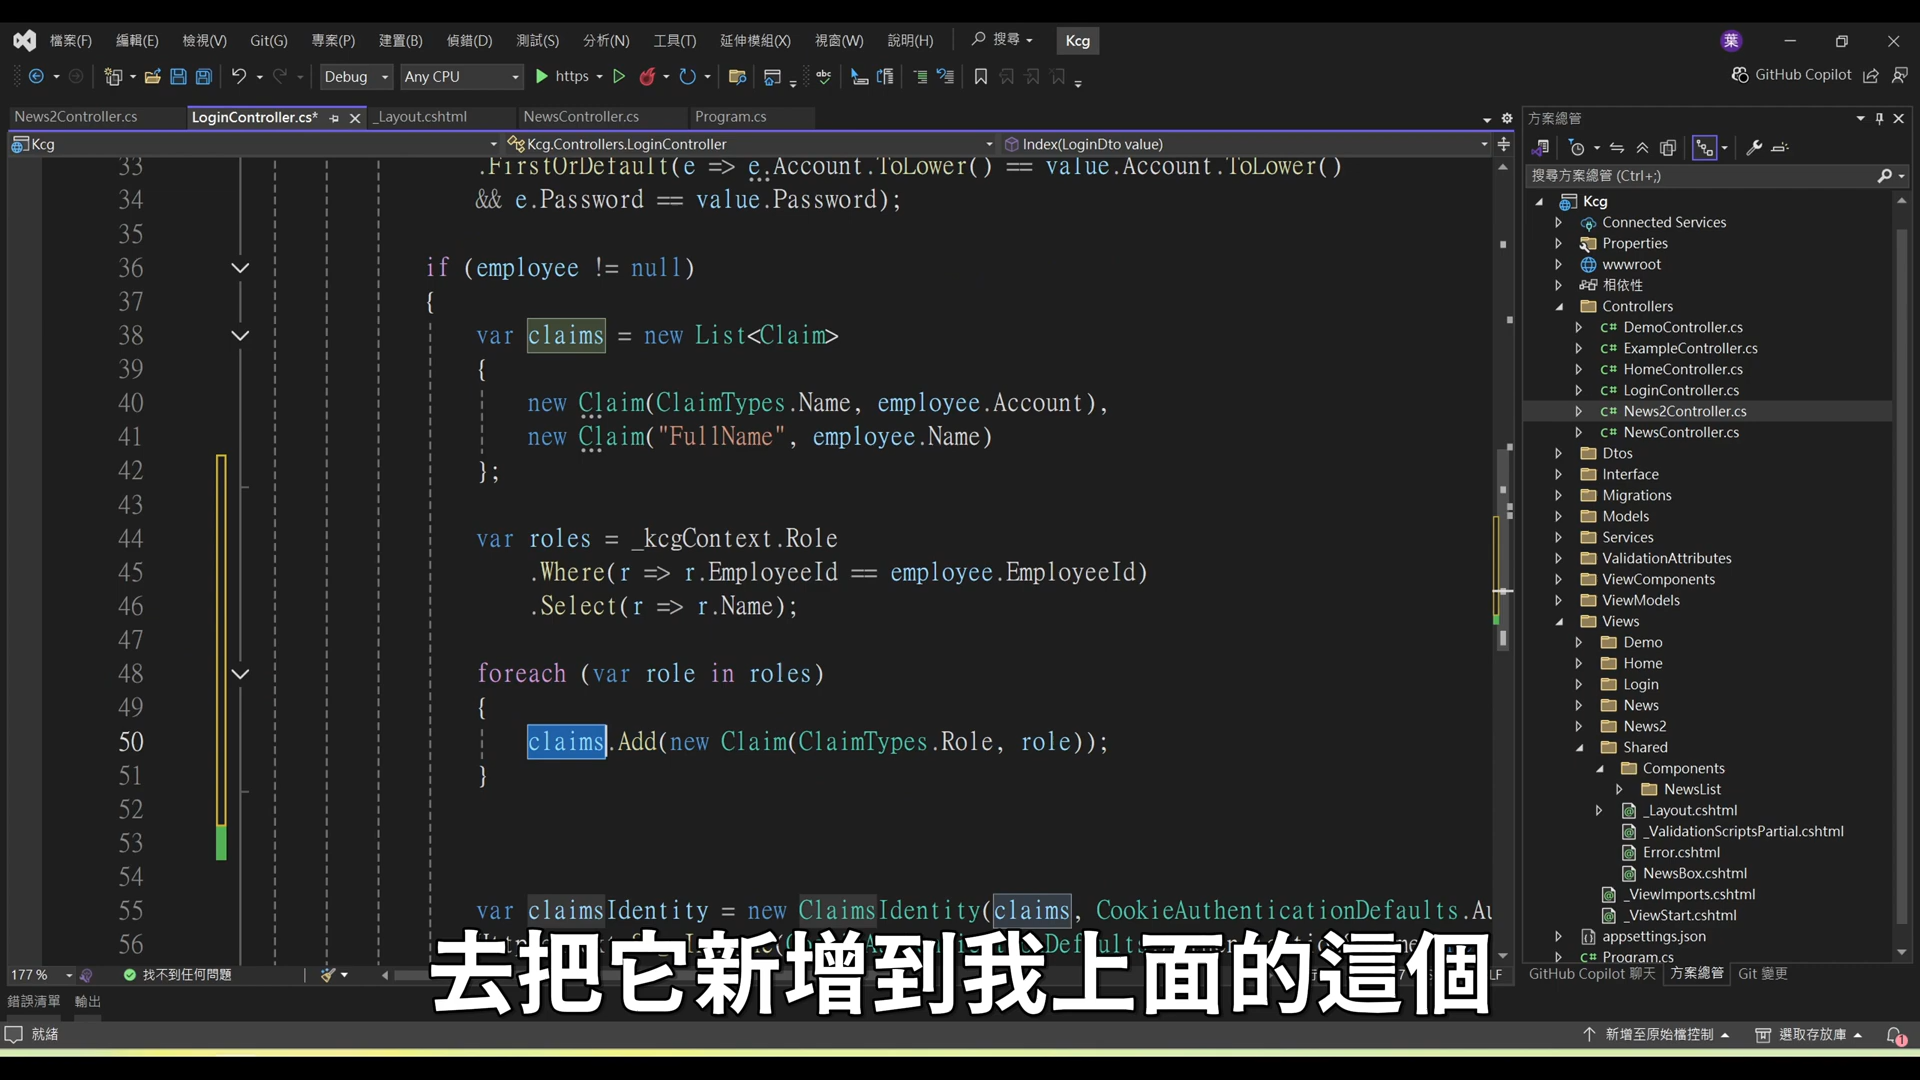 檔案(F) 編輯(E) 檢視(V) Git(G) 專案(P) 建置(B) 偵錯(D) 測試(S) 分析(N) 工具(T) 延伸模組(X) 視窗(W) 說明(H) 搜尋 Kcg 葉
Debug Any CPU https abc GitHub Copilot
News2Controller.cs LoginController.cs* _Layout.cshtml NewsController.cs Program.cs
Kcg Kcg.Controllers.LoginController Index(LoginDto value)
33 .FirstOrDefault(e => e.Account.ToLower() == value.Account.ToLower()
34 && e.Password == value.Password);
35
36 if (employee != null)
37 {
38 var claims = new List<Claim>
39 {
40 new Claim(ClaimTypes.Name, employee.Account),
41 new Claim("FullName", employee.Name)
42 };
43
44 var roles = _kcgContext.Role
45 .Where(r => r.EmployeeId == employee.EmployeeId)
46 .Select(r => r.Name);
47
48 foreach (var role in roles)
49 {
50 claims.Add(new Claim(ClaimTypes.Role, role));
51 }
52
53
54
55 var claimsIdentity = new ClaimsIdentity(claims, CookieAuthenticationDefaults.Au
56
去把它新增到我上面的這個
177 % 找不到任何問題
錯誤清單 輸出
就緒 新增至原始檔控制 選取存放庫 1
方案總管
搜尋方案總管 (Ctrl+;)
Kcg
Connected Services
Properties
wwwroot
相依性
Controllers
C# DemoController.cs
C# ExampleController.cs
C# HomeController.cs
C# LoginController.cs
C# News2Controller.cs
C# NewsController.cs
Dtos
Interface
Migrations
Models
Services
ValidationAttributes
ViewComponents
ViewModels
Views
Demo
Home
Login
News
News2
Shared
Components
NewsList
_Layout.cshtml
_ValidationScriptsPartial.cshtml
Error.cshtml
NewsBox.cshtml
_ViewImports.cshtml
_ViewStart.cshtml
appsettings.json
C# Program.cs
GitHub Copilot 聊天 方案總管 Git 變更